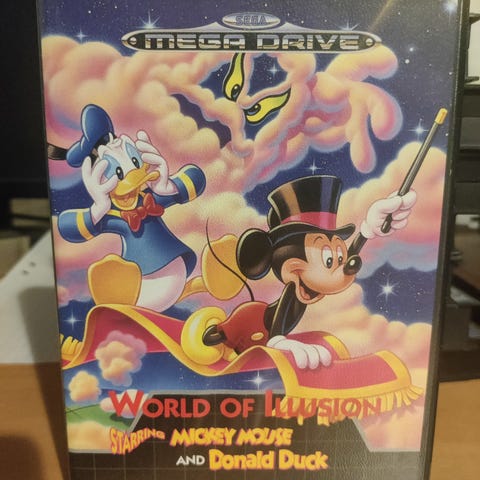 SEGA
MEGA DRIVE
WORLD OF ILLUSION
STARRING MICKEY MOUSE
AND Donald Duck